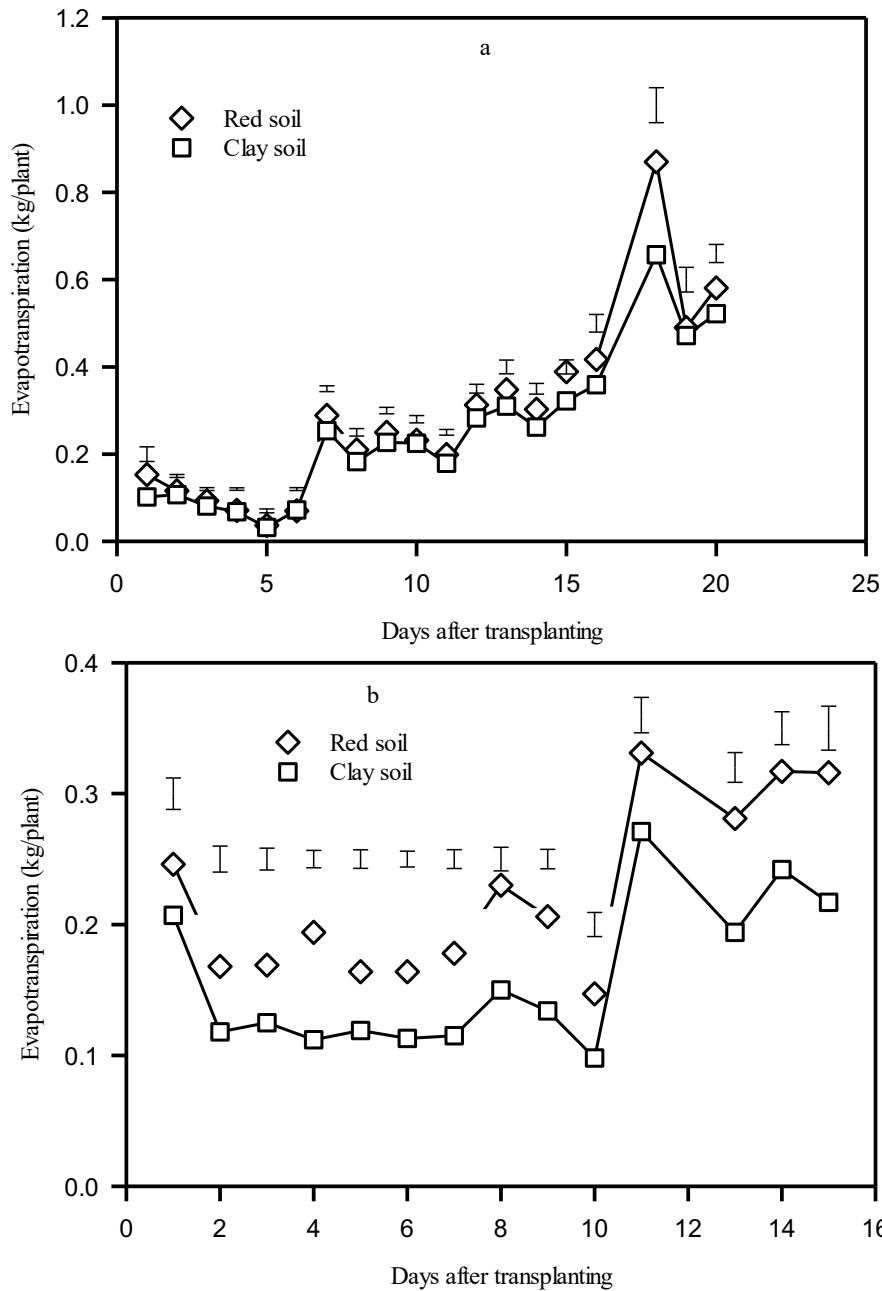 1.2
a
1.0
Red soil
Clay soil
0.8
0.6
0.4
0.2
0.0
Evapotranspiration (kg/plant)
0 5 10 15 20 25
Days after transplanting
0.4
b
Red soil
Clay soil
0.3
0.2
0.1
0.0
Evapotranspiration (kg/plant)
0 2 4 6 8 10 12 14 16
Days after transplanting